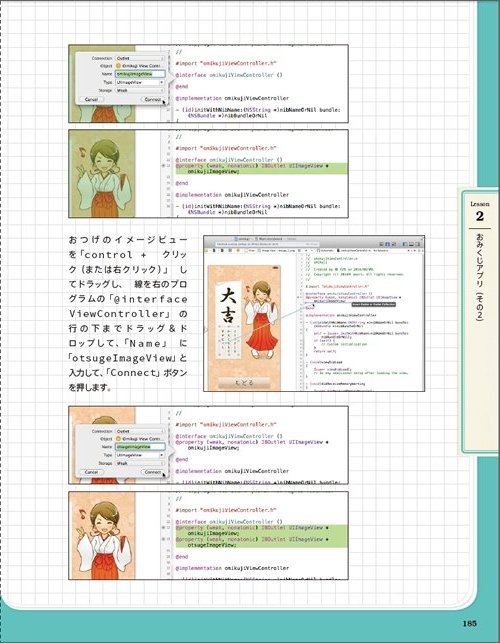 Connection Outlet
Object Omikuji View Contr...
Name omikujiImageView
Type UIImageView
Storage Weak
Cancel Connect
//
#import "omikujiViewController.h"
@interface omikujiViewController ()
@end
@implementation omikujiViewController
- (id)initWithNibName:(NSString *)nibNameOrNil bundle:
(NSBundle *)nibBundleOrNil
//
#import "omikujiViewController.h"
@interface omikujiViewController ()
@property (weak, nonatomic) IBOutlet UIImageView *
omikujiImageView;
@end
@implementation omikujiViewController
- (id)initWithNibName:(NSString *)nibNameOrNil bundle:
(NSBundle *)nibBundleOrNil
おつげのイメージビュー
を「control + クリッ
ク(または右クリック)」し
てドラッグし、 線を右のプロ
グラムの「@interface
ViewController」の
行の下までドラッグ&ド
ロップして、「Name」 に
「otsugeImageView」と
入力して、「Connect」ボタン
を押します。
大吉
もどる
#import "omikujiViewController.h"
Connection Outlet
Object Omikuji View Contr...
Name
Type UIImageView
Storage Weak
Cancel Connect
#import "omikujiViewController.h"
@interface omikujiViewController ()
@property (weak, nonatomic) IBOutlet UIImageView *
omikujiImageView;
@end
@implementation omikujiViewController
- (id)initWithNibName:(NSString *)nibNameOrNil bundle:
(NSBundle *)nibBundleOrNil
//
#import "omikujiViewController.h"
@interface omikujiViewController ()
@property (weak, nonatomic) IBOutlet UIImageView *
omikujiImageView;
@property (weak, nonatomic) IBOutlet UIImageView *
otsugeImageView;
@end
@implementation omikujiViewController
Lesson
2
おみくじアプリ(その2)
185